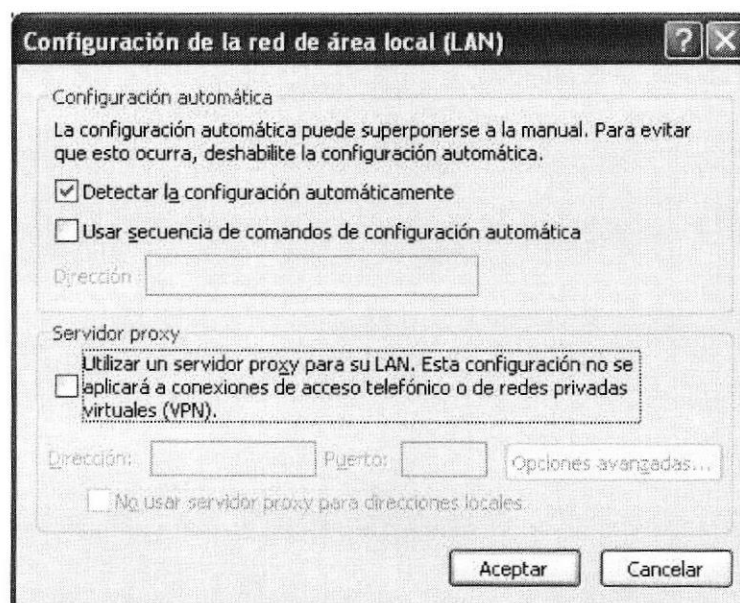 Configuración de la red de área local (LAN)
Configuración automática
La configuración automática puede superponerse a la manual. Para evitar
que esto ocurra, deshabilite la configuración automática.
Detectar la configuración automáticamente
Usar secuencia de comandos de configuración automática
Dirección
Servidor proxy
Utilizar un servidor proxy para su LAN. Esta configuración no se
aplicará a conexiones de acceso telefónico o de redes privadas
virtuales (VPN).
Dirección: Puerto: Opciones avanzadas...
No usar servidor proxy para direcciones locales.
Aceptar Cancelar